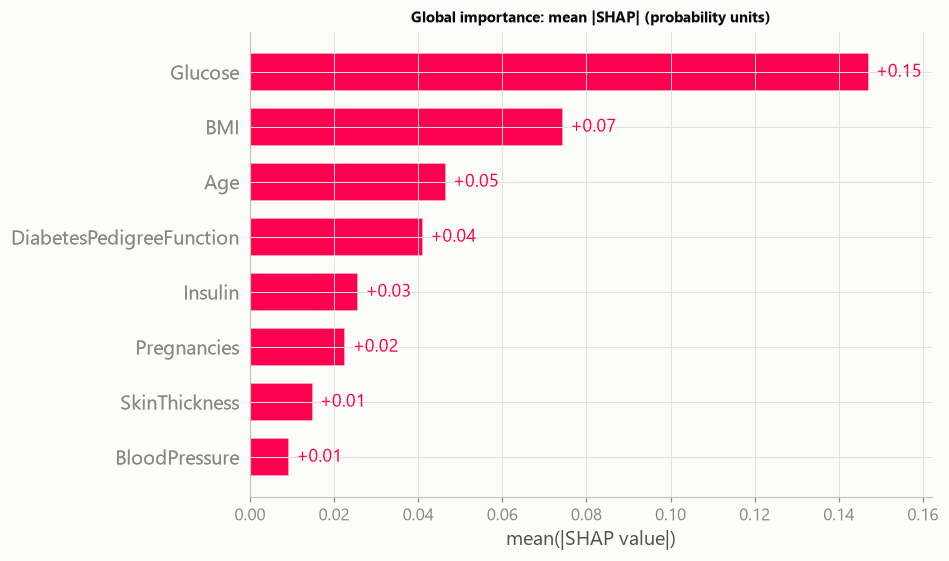 Global importance: mean |SHAP| (probability units)
Glucose +0.15
BMI +0.07
Age +0.05
DiabetesPedigreeFunction +0.04
Insulin +0.03
Pregnancies +0.02
SkinThickness +0.01
BloodPressure +0.01
0.00 0.02 0.04 0.06 0.08 0.10 0.12 0.14 0.16
mean(|SHAP value|)